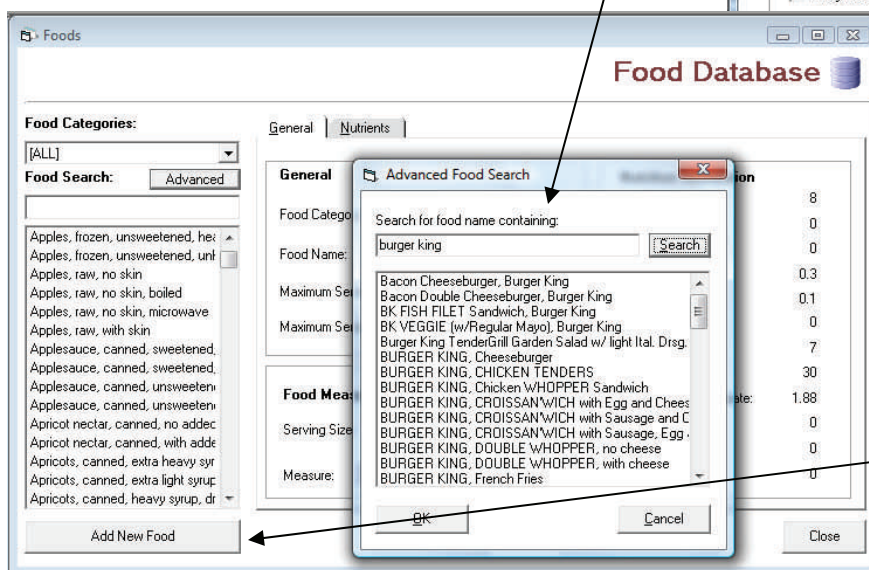 Foods
Food Database
Food Categories:
[ALL]
Food Search:
Advanced
Apples, frozen, unsweetened, hea
Apples, frozen, unsweetened, unh
Apples, raw, no skin
Apples, raw, no skin, boiled
Apples, raw, no skin, microwave
Apples, raw, with skin
Applesauce, canned, sweetened,
Applesauce, canned, sweetened,
Applesauce, canned, unsweeten
Applesauce, canned, unsweeten
Apricot nectar, canned, no addec
Apricot nectar, canned, with adde
Apricots, canned, extra heavy syr
Apricots, canned, extra light syrup
Apricots, canned, heavy syrup, dr
Add New Food
General
Nutrients
General
Food Catego
Food Name:
Maximum Se
Maximum Se
Food Meas
Serving Size
Measure:
Advanced Food Search
Search for food name containing:
burger king
Search
Bacon Cheeseburger, Burger King
Bacon Double Cheeseburger, Burger King
BK FISH FILET Sandwich, Burger King
BK VEGGIE (w/Regular Mayo), Burger King
Burger King TenderGrill Garden Salad w/ light Ital. Drsg.
BURGER KING, Cheeseburger
BURGER KING, CHICKEN TENDERS
BURGER KING, Chicken WHOPPER Sandwich
BURGER KING, CROISSAN'WICH with Egg and Chees
BURGER KING, CROISSAN'WICH with Sausage and C
BURGER KING, CROISSAN'WICH with Sausage, Egg
BURGER KING, DOUBLE WHOPPER, no cheese
BURGER KING, DOUBLE WHOPPER, with cheese
BURGER KING, French Fries
OK
Cancel
ion
8
0
0
0.3
0.1
0
7
30
ate: 1.88
0
0
0
Close